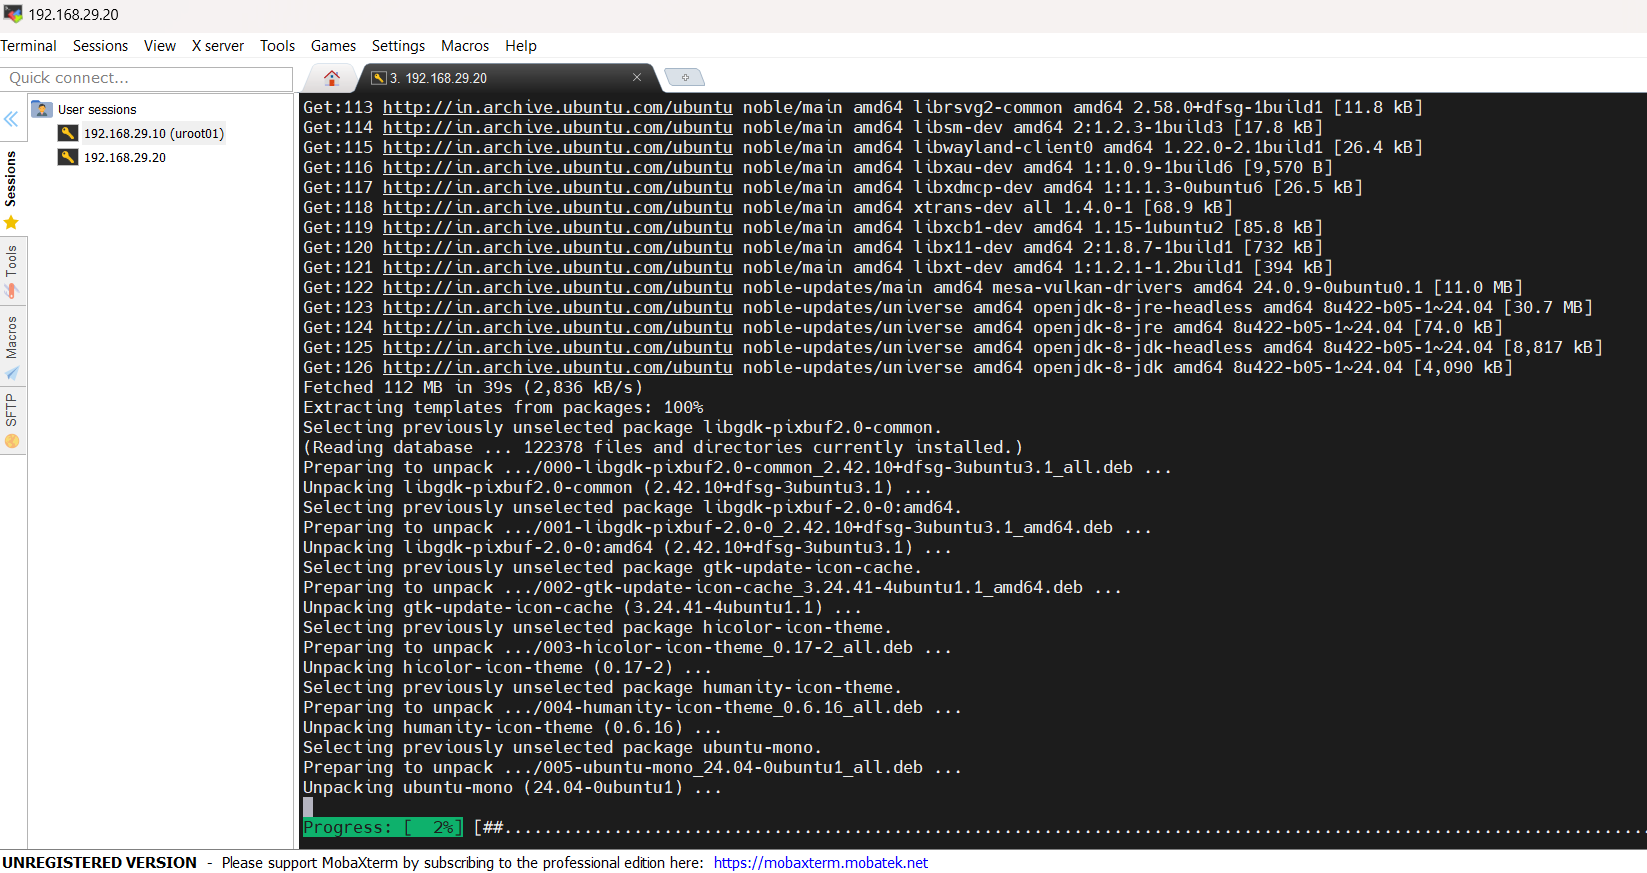 192.168.29.20
Terminal Sessions View X server Tools Games Settings Macros Help
Quick connect...
3. 192.168.29.20
User sessions
192.168.29.10 (uroot01)
192.168.29.20
Sessions
Tools
Macros
SFTP
Get:113 http://in.archive.ubuntu.com/ubuntu noble/main amd64 librsvg2-common amd64 2.58.0+dfsg-1build1 [11.8 kB]
Get:114 http://in.archive.ubuntu.com/ubuntu noble/main amd64 libsm-dev amd64 2:1.2.3-1build3 [17.8 kB]
Get:115 http://in.archive.ubuntu.com/ubuntu noble/main amd64 libwayland-client0 amd64 1.22.0-2.1build1 [26.4 kB]
Get:116 http://in.archive.ubuntu.com/ubuntu noble/main amd64 libxau-dev amd64 1:1.0.9-1build6 [9,570 B]
Get:117 http://in.archive.ubuntu.com/ubuntu noble/main amd64 libxdmcp-dev amd64 1:1.1.3-0ubuntu6 [26.5 kB]
Get:118 http://in.archive.ubuntu.com/ubuntu noble/main amd64 xtrans-dev all 1.4.0-1 [68.9 kB]
Get:119 http://in.archive.ubuntu.com/ubuntu noble/main amd64 libxcb1-dev amd64 1.15-1ubuntu2 [85.8 kB]
Get:120 http://in.archive.ubuntu.com/ubuntu noble/main amd64 libx11-dev amd64 2:1.8.7-1build1 [732 kB]
Get:121 http://in.archive.ubuntu.com/ubuntu noble/main amd64 libxt-dev amd64 1:1.2.1-1.2build1 [394 kB]
Get:122 http://in.archive.ubuntu.com/ubuntu noble-updates/main amd64 mesa-vulkan-drivers amd64 24.0.9-0ubuntu0.1 [11.0 MB]
Get:123 http://in.archive.ubuntu.com/ubuntu noble-updates/universe amd64 openjdk-8-jre-headless amd64 8u422-b05-1~24.04 [30.7 MB]
Get:124 http://in.archive.ubuntu.com/ubuntu noble-updates/universe amd64 openjdk-8-jre amd64 8u422-b05-1~24.04 [74.0 kB]
Get:125 http://in.archive.ubuntu.com/ubuntu noble-updates/universe amd64 openjdk-8-jdk-headless amd64 8u422-b05-1~24.04 [8,817 kB]
Get:126 http://in.archive.ubuntu.com/ubuntu noble-updates/universe amd64 openjdk-8-jdk amd64 8u422-b05-1~24.04 [4,090 kB]
Fetched 112 MB in 39s (2,836 kB/s)
Extracting templates from packages: 100%
Selecting previously unselected package libgdk-pixbuf2.0-common.
(Reading database ... 122378 files and directories currently installed.)
Preparing to unpack .../000-libgdk-pixbuf2.0-common_2.42.10+dfsg-3ubuntu3.1_all.deb ...
Unpacking libgdk-pixbuf2.0-common (2.42.10+dfsg-3ubuntu3.1) ...
Selecting previously unselected package libgdk-pixbuf-2.0-0:amd64.
Preparing to unpack .../001-libgdk-pixbuf-2.0-0_2.42.10+dfsg-3ubuntu3.1_amd64.deb ...
Unpacking libgdk-pixbuf-2.0-0:amd64 (2.42.10+dfsg-3ubuntu3.1) ...
Selecting previously unselected package gtk-update-icon-cache.
Preparing to unpack .../002-gtk-update-icon-cache_3.24.41-4ubuntu1.1_amd64.deb ...
Unpacking gtk-update-icon-cache (3.24.41-4ubuntu1.1) ...
Selecting previously unselected package hicolor-icon-theme.
Preparing to unpack .../003-hicolor-icon-theme_0.17-2_all.deb ...
Unpacking hicolor-icon-theme (0.17-2) ...
Selecting previously unselected package humanity-icon-theme.
Preparing to unpack .../004-humanity-icon-theme_0.6.16_all.deb ...
Unpacking humanity-icon-theme (0.6.16) ...
Selecting previously unselected package ubuntu-mono.
Preparing to unpack .../005-ubuntu-mono_24.04-0ubuntu1_all.deb ...
Unpacking ubuntu-mono (24.04-0ubuntu1) ...
Progress: [  2%] [##..................................................................................................................
UNREGISTERED VERSION - Please support MobaXterm by subscribing to the professional edition here: https://mobaxterm.mobatek.net